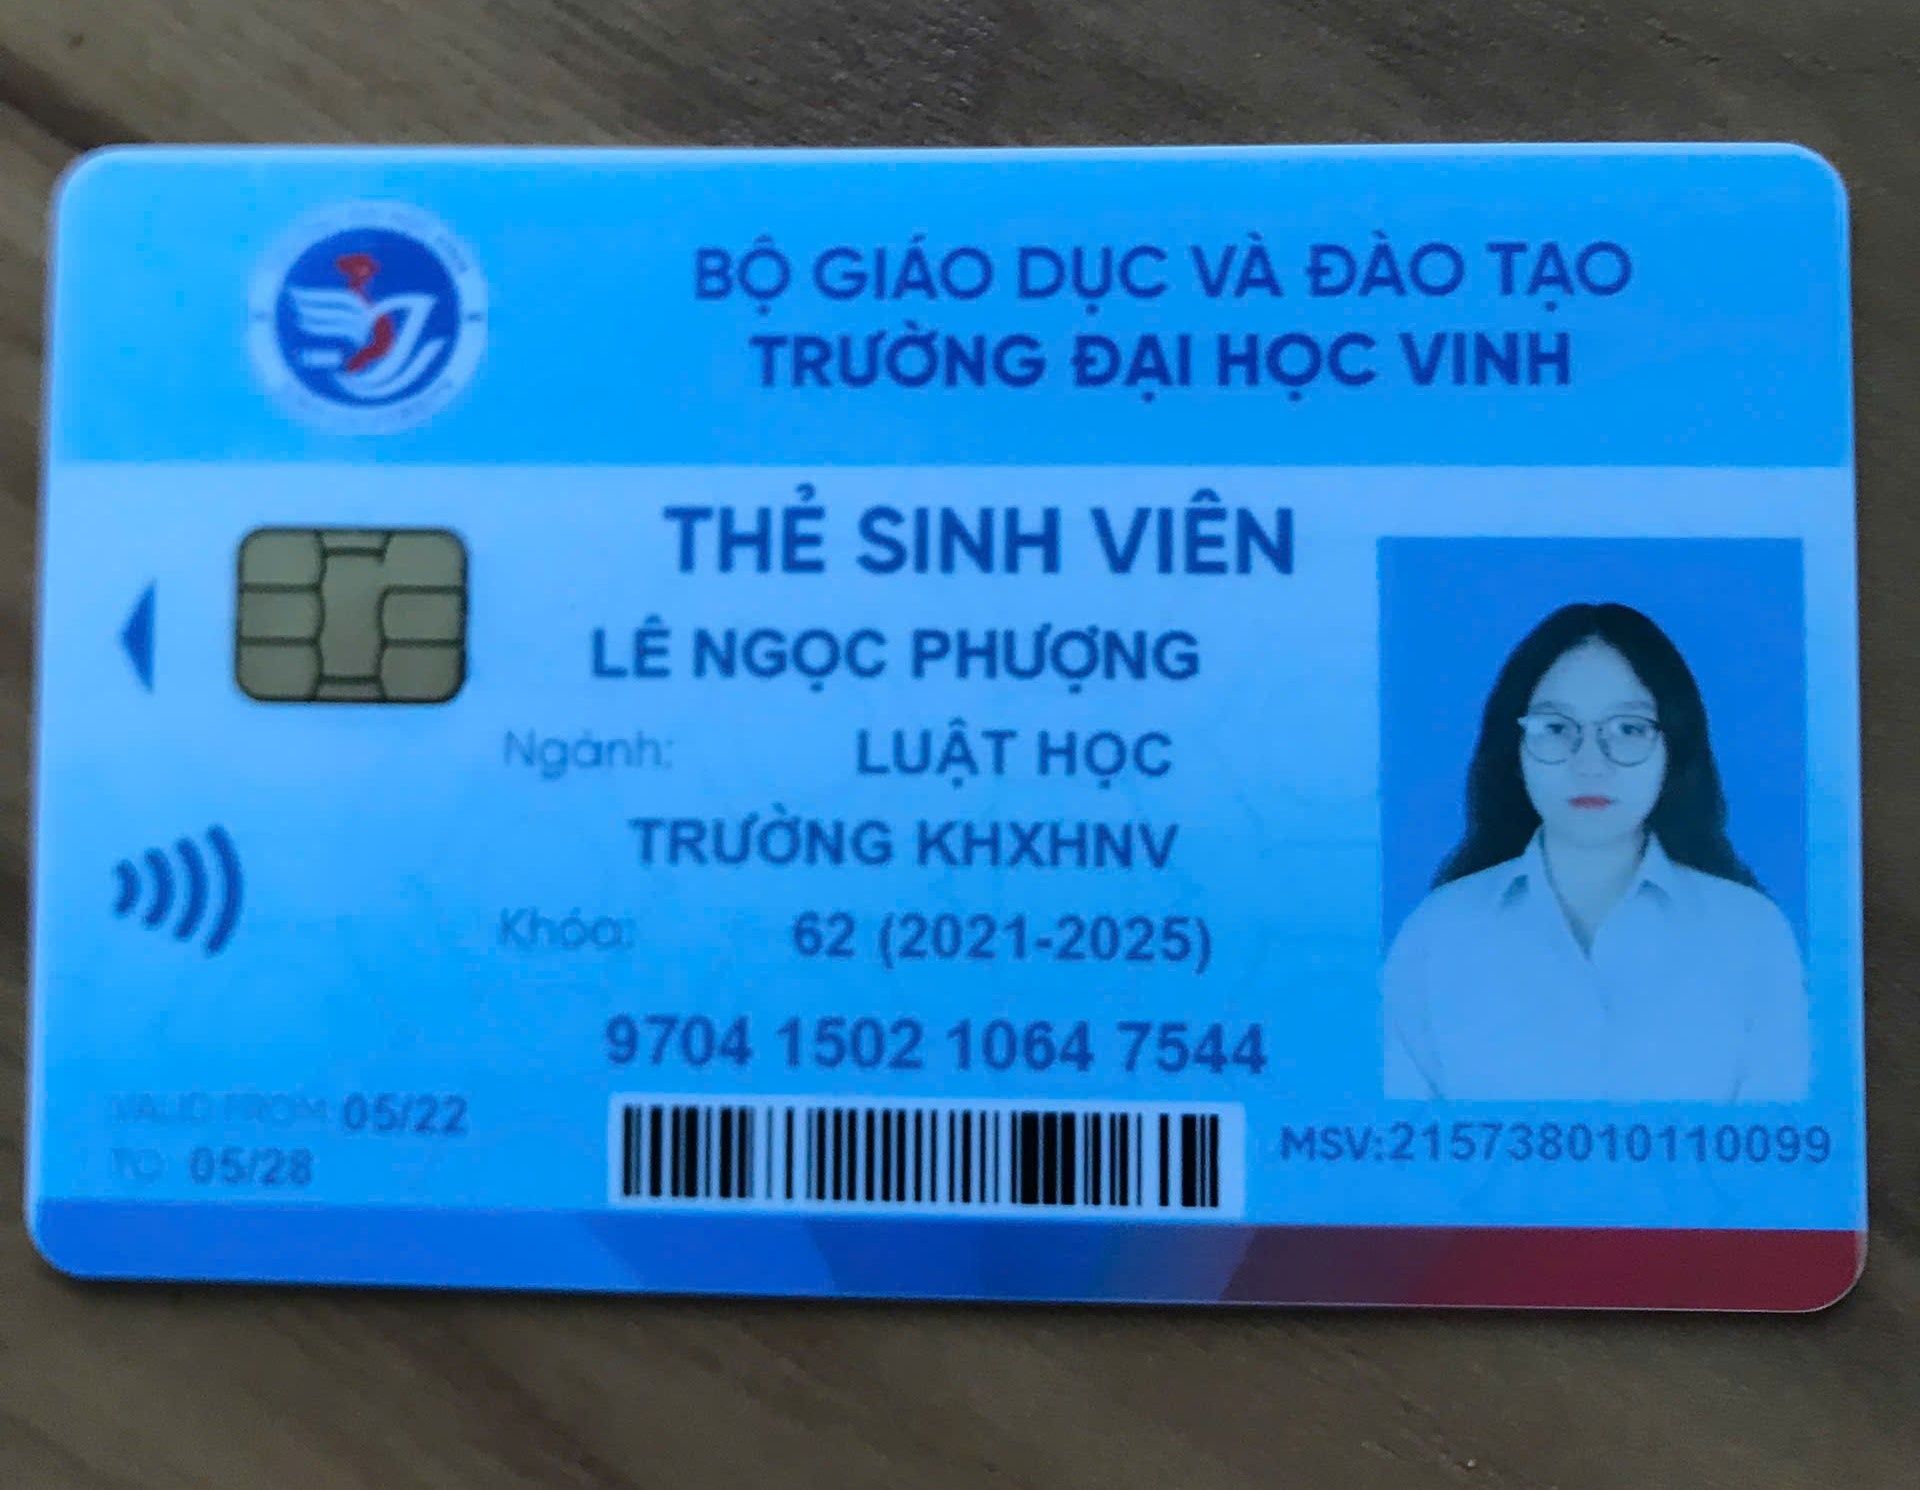 BỘ GIÁO DỤC VÀ ĐÀO TẠO
TRƯỜNG ĐẠI HỌC VINH
THẺ SINH VIÊN
LÊ NGỌC PHƯỢNG
Ngành: LUẬT HỌC
TRƯỜNG KHXHNV
Khóa: 62 (2021-2025)
9704 1502 1064 7544
VALID FROM 05/22
TO 05/28
MSV:215738010110099